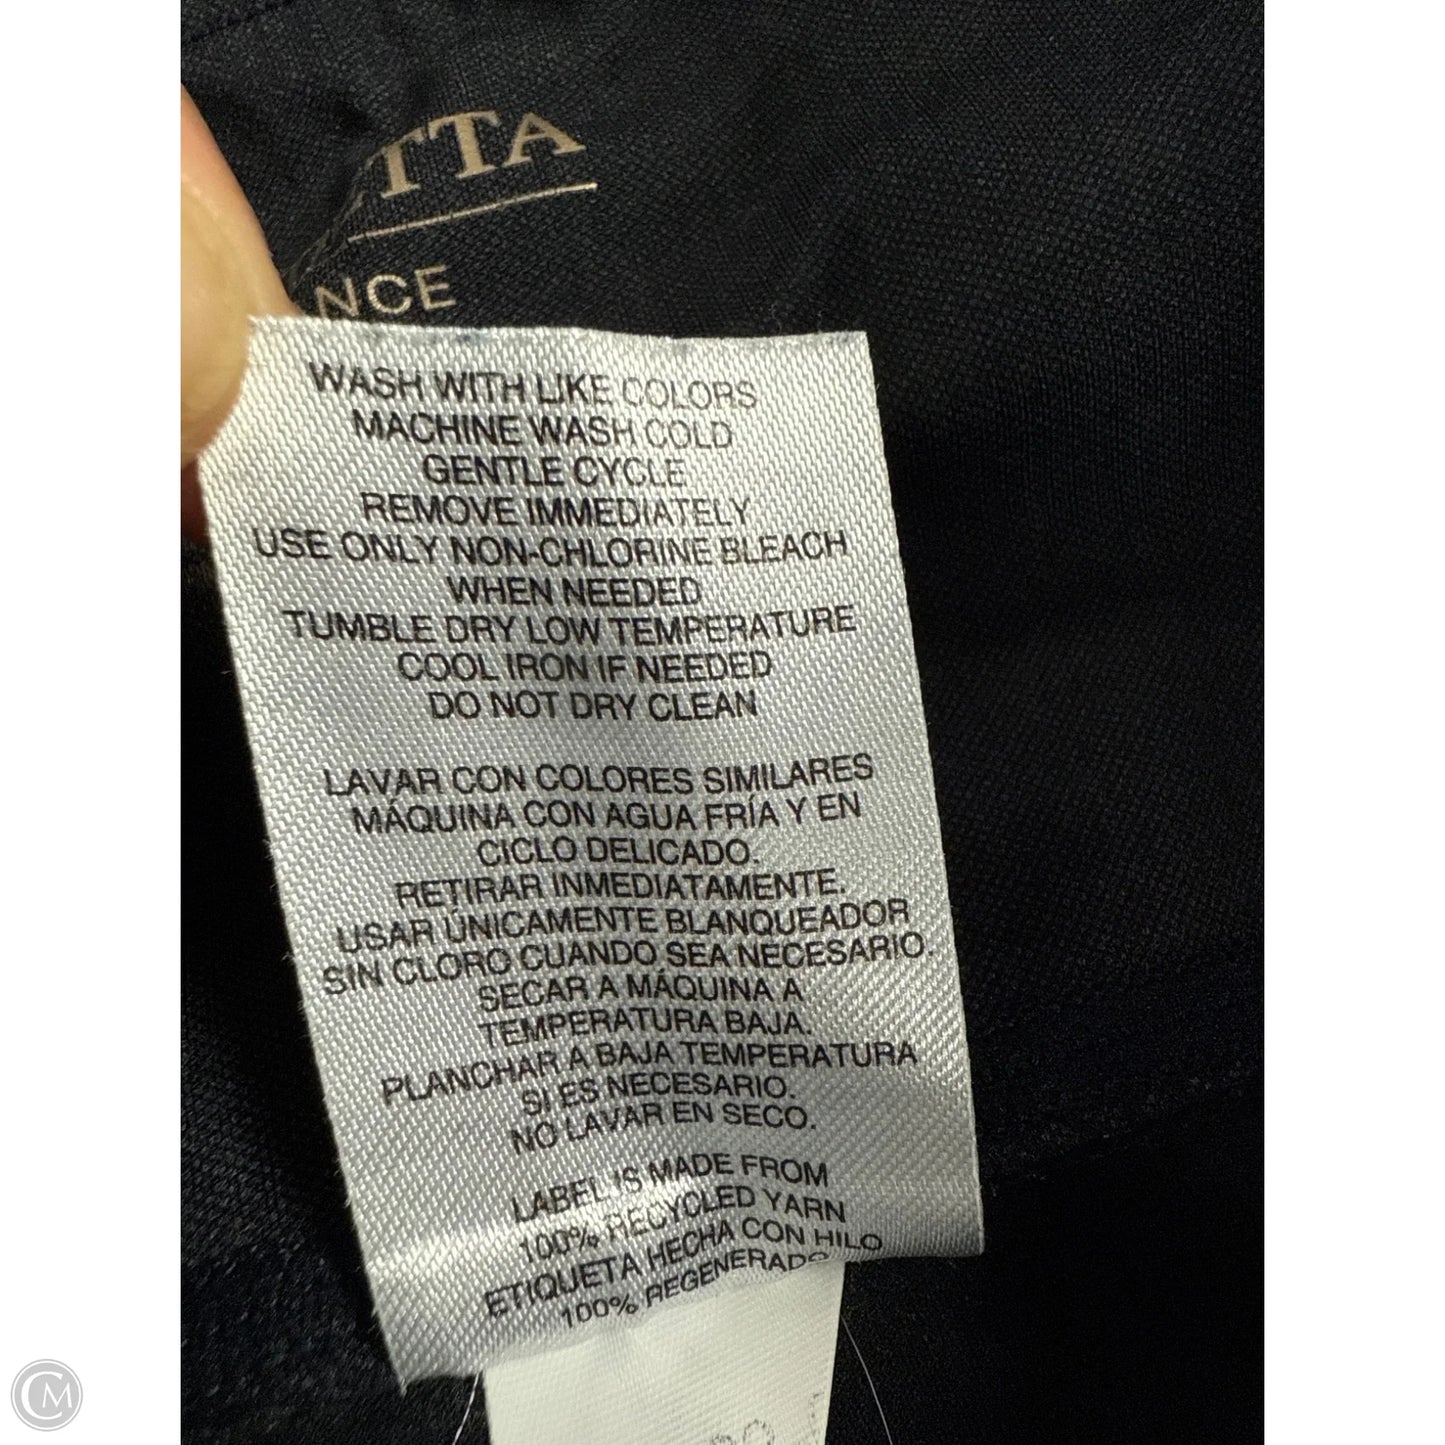 TTA
NCE
WASH WITH LIKE COLORS
MACHINE WASH COLD
GENTLE CYCLE
REMOVE IMMEDIATELY
USE ONLY NON-CHLORINE BLEACH
WHEN NEEDED
TUMBLE DRY LOW TEMPERATURE
COOL IRON IF NEEDED
DO NOT DRY CLEAN
LAVAR CON COLORES SIMILARES
MÁQUINA CON AGUA FRÍA Y EN
CICLO DELICADO.
RETIRAR INMEDIATAMENTE.
USAR ÚNICAMENTE BLANQUEADOR
SIN CLORO CUANDO SEA NECESARIO.
SECAR A MÁQUINA A
TEMPERATURA BAJA.
PLANCHAR A BAJA TEMPERATURA
SI ES NECESARIO.
NO LAVAR EN SECO.
LABEL IS MADE FROM
100% RECYCLED YARN
ETIQUETA HECHA CON HILO
100% REGENERADO
CM